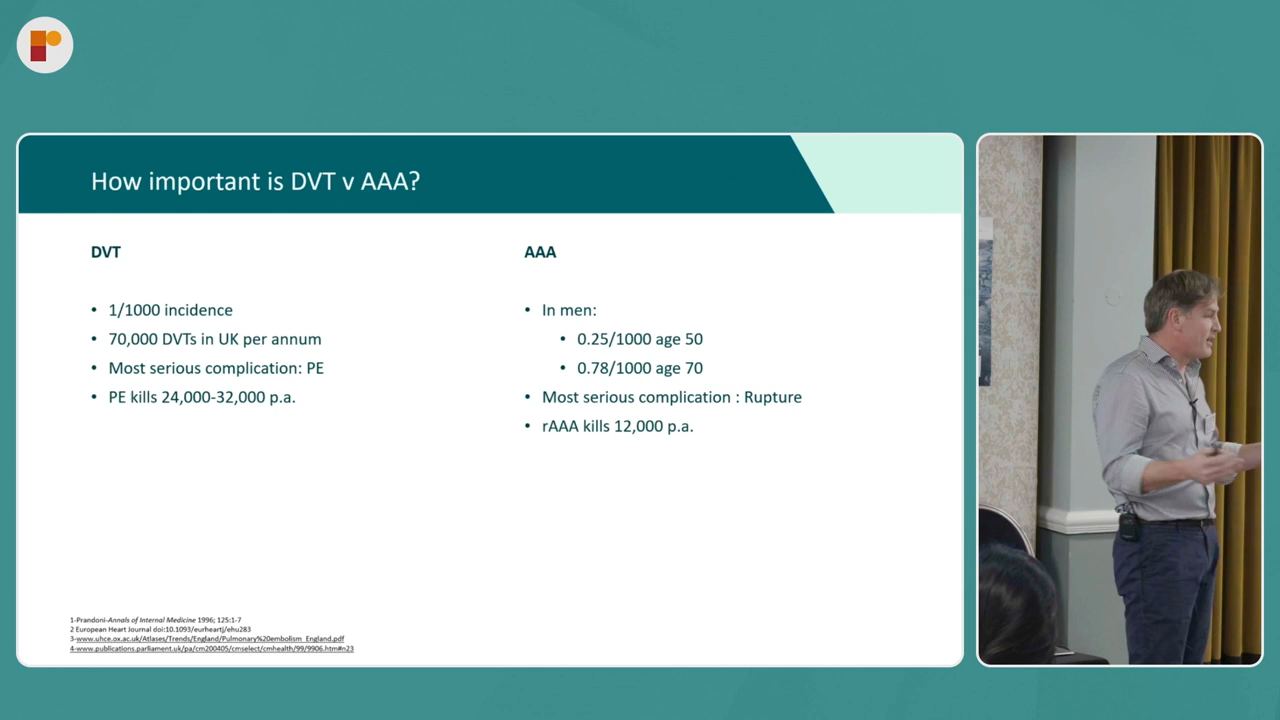 How important is DVT v AAA?
DVT
• 1/1000 incidence
• 70,000 DVTs in UK per annum
• Most serious complication: PE
• PE kills 24,000-32,000 p.a.
AAA
• In men:
• 0.25/1000 age 50
• 0.78/1000 age 70
• Most serious complication : Rupture
• rAAA kills 12,000 p.a.
1-Prandoni-Annals of Internal Medicine 1996; 125:1-7
2 European Heart Journal doi:10.1093/eurheartj/ehu283
3-www.uhce.ox.ac.uk/Atlases/Trends/England/Pulmonary%20embolism_England.pdf
4-www.publications.parliament.uk/pa/cm200405/cmselect/cmhealth/99/9906.htm#n23